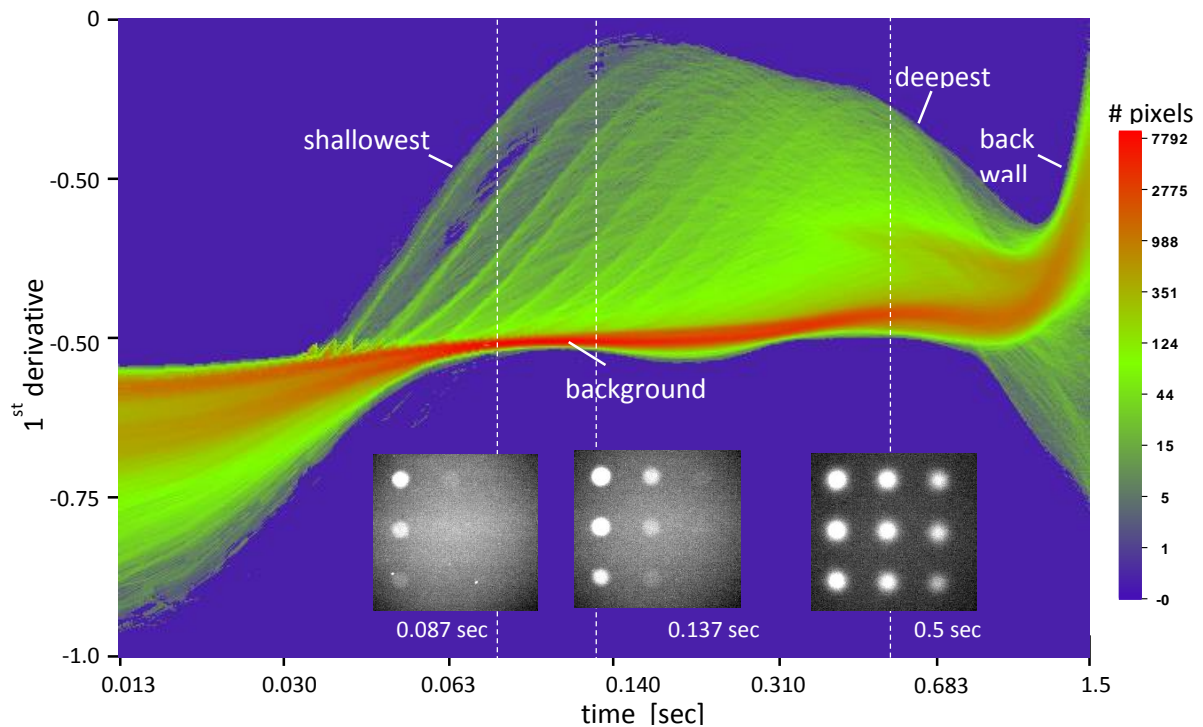 0
-0.50
-0.50
-0.75
-1.0
1st derivative
shallowest
deepest
back
wall
background
0.087 sec
0.137 sec
0.5 sec
0.013
0.030
0.063
0.140
0.310
0.683
1.5
time [sec]
# pixels
7792
2775
988
351
124
44
15
5
1
-0